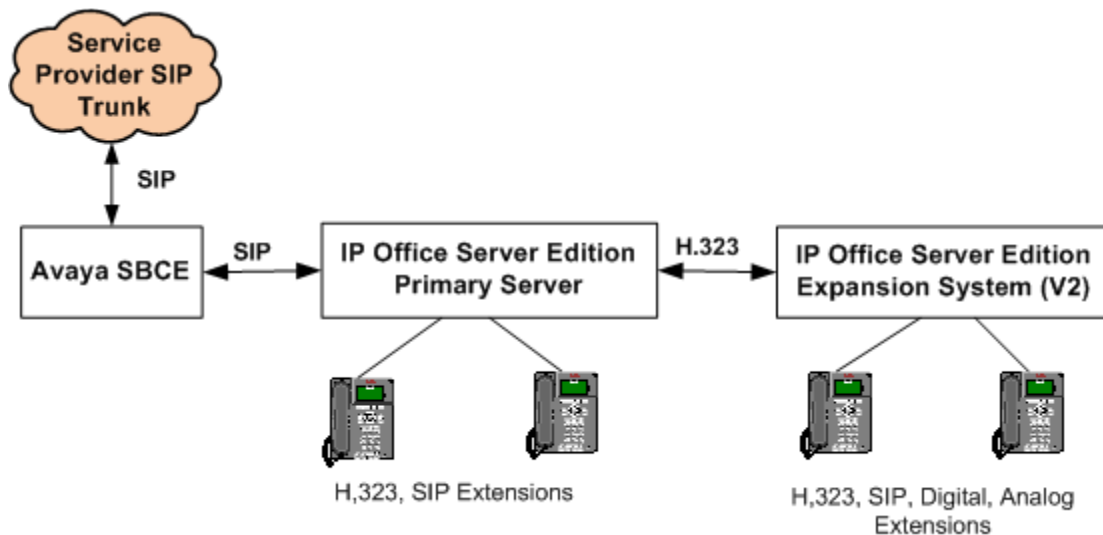 Service
Provider SIP
Trunk
SIP
Avaya SBCE
SIP
IP Office Server Edition
Primary Server
H.323
IP Office Server Edition
Expansion System (V2)
H,323, SIP Extensions
H,323, SIP, Digital, Analog
Extensions